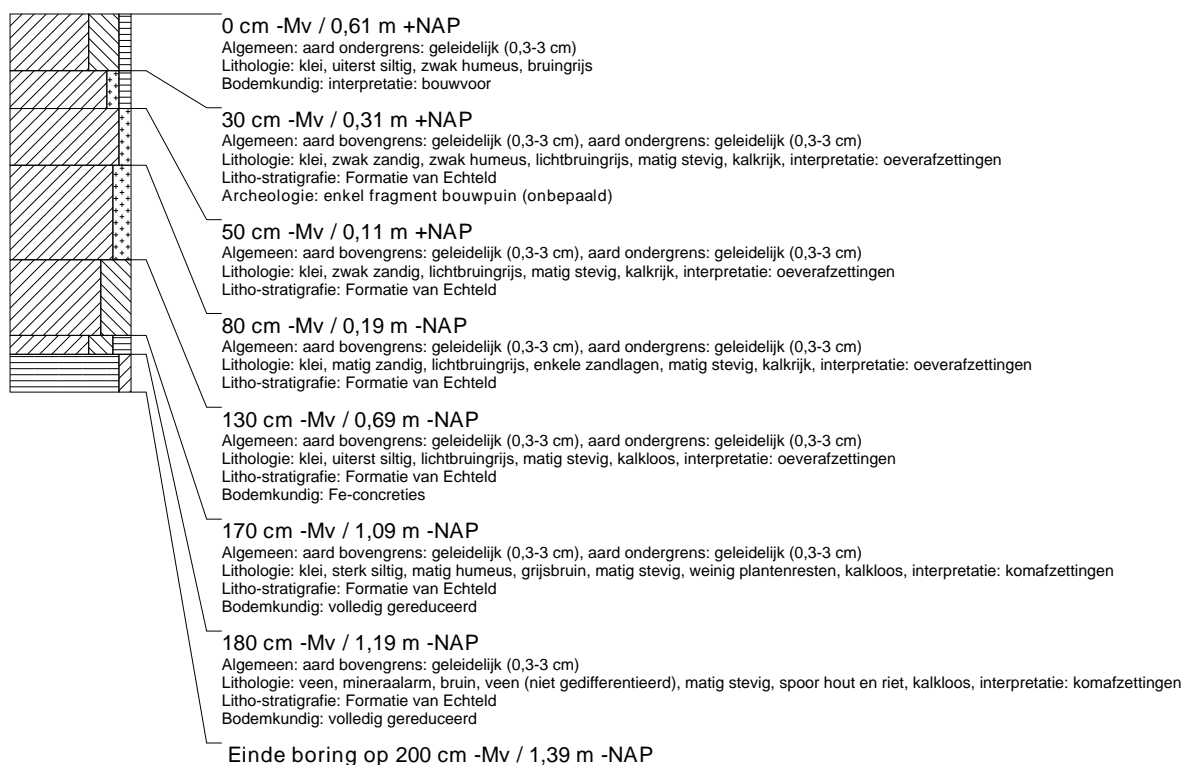 0 cm -Mv / 0,61 m +NAP
Algemeen: aard ondergrens: geleidelijk (0,3-3 cm)
Lithologie: klei, uiterst siltig, zwak humeus, bruingrijs
Bodemkundig: interpretatie: bouwvoor
30 cm -Mv / 0,31 m +NAP
Algemeen: aard bovengrens: geleidelijk (0,3-3 cm), aard ondergrens: geleidelijk (0,3-3 cm)
Lithologie: klei, zwak zandig, zwak humeus, lichtbruingrijs, matig stevig, kalkrijk, interpretatie: oeverafzettingen
Litho-stratigrafie: Formatie van Echteld
Archeologie: enkel fragment bouwpuin (onbepaald)
50 cm -Mv / 0,11 m +NAP
Algemeen: aard bovengrens: geleidelijk (0,3-3 cm), aard ondergrens: geleidelijk (0,3-3 cm)
Lithologie: klei, zwak zandig, lichtbruingrijs, matig stevig, kalkrijk, interpretatie: oeverafzettingen
Litho-stratigrafie: Formatie van Echteld
80 cm -Mv / 0,19 m -NAP
Algemeen: aard bovengrens: geleidelijk (0,3-3 cm), aard ondergrens: geleidelijk (0,3-3 cm)
Lithologie: klei, matig zandig, lichtbruingrijs, enkele zandlagen, matig stevig, kalkrijk, interpretatie: oeverafzettingen
Litho-stratigrafie: Formatie van Echteld
130 cm -Mv / 0,69 m -NAP
Algemeen: aard bovengrens: geleidelijk (0,3-3 cm), aard ondergrens: geleidelijk (0,3-3 cm)
Lithologie: klei, uiterst siltig, lichtbruingrijs, matig stevig, kalkloos, interpretatie: oeverafzettingen
Litho-stratigrafie: Formatie van Echteld
Bodemkundig: Fe-concreties
170 cm -Mv / 1,09 m -NAP
Algemeen: aard bovengrens: geleidelijk (0,3-3 cm), aard ondergrens: geleidelijk (0,3-3 cm)
Lithologie: klei, sterk siltig, matig humeus, grijsbruin, matig stevig, weinig plantenresten, kalkloos, interpretatie: komafzettingen
Litho-stratigrafie: Formatie van Echteld
Bodemkundig: volledig gereduceerd
180 cm -Mv / 1,19 m -NAP
Algemeen: aard bovengrens: geleidelijk (0,3-3 cm)
Lithologie: veen, mineraalarm, bruin, veen (niet gedifferentieerd), matig stevig, spoor hout en riet, kalkloos, interpretatie: komafzettingen
Litho-stratigrafie: Formatie van Echteld
Bodemkundig: volledig gereduceerd
Einde boring op 200 cm -Mv / 1,39 m -NAP